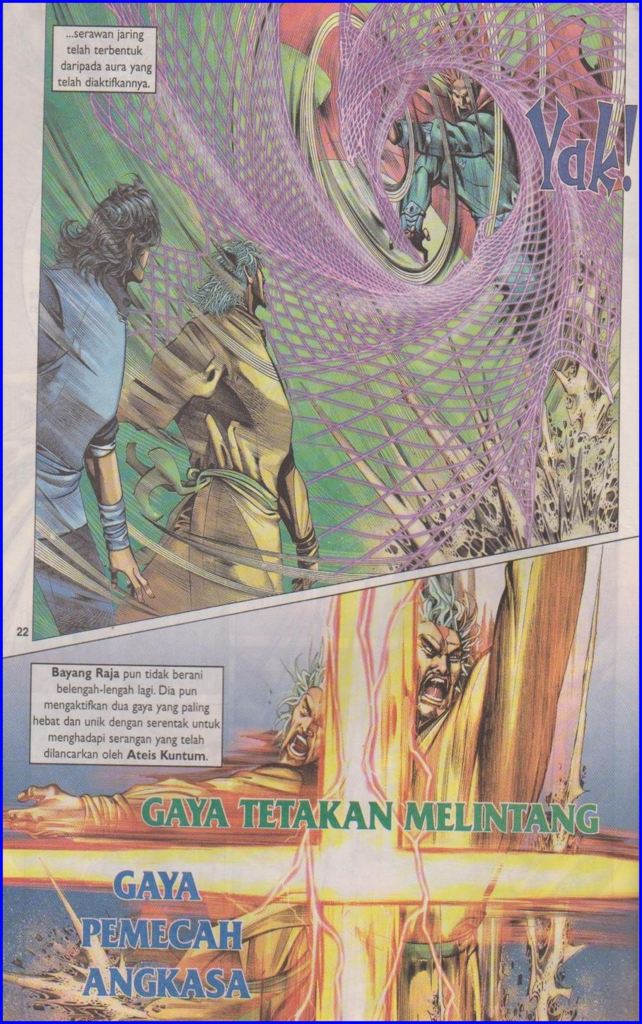 ...serawan jaring
telah terbentuk
daripada aura yang
telah diaktifkannya.
Yak!
22
Bayang Raja pun tidak berani
belengah-lengah lagi. Dia pun
mengaktifkan dua gaya yang paling
hebat dan unik dengan serentak untuk
menghadapi serangan yang telah
dilancarkan oleh Ateis Kuntum.
GAYA TETAKAN MELINTANG
GAYA
PEMECAH
ANGKASA